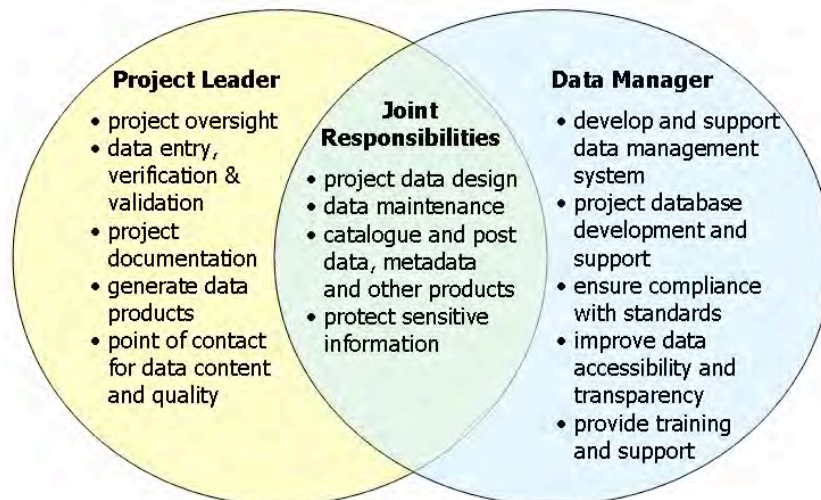 Project Leader
• project oversight
• data entry,
verification &
validation
• project
documentation
• generate data
products
• point of contact
for data content
and quality
Joint
Responsibilities
• project data design
• data maintenance
• catalogue and post
data, metadata
and other products
• protect sensitive
information
Data Manager
• develop and support
data management
system
• project database
development and
support
• ensure compliance
with standards
• improve data
accessibility and
transparency
• provide training
and support